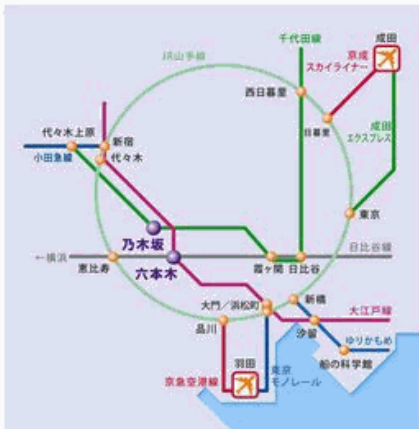 千代田線
成田
京成
スカイライナー
JR山手線
西日暮里
日暮里
成田
エクスプレス
代々木上原
新宿
小田急線
代々木
東京
乃木坂
日比谷線
←横浜
恵比寿
六本木
霞ヶ関
日比谷
大門／浜松町
新橋
大江戸線
品川
汐留
ゆりかもめ
羽田
船の科学館
京急空港線
東京
モノレール